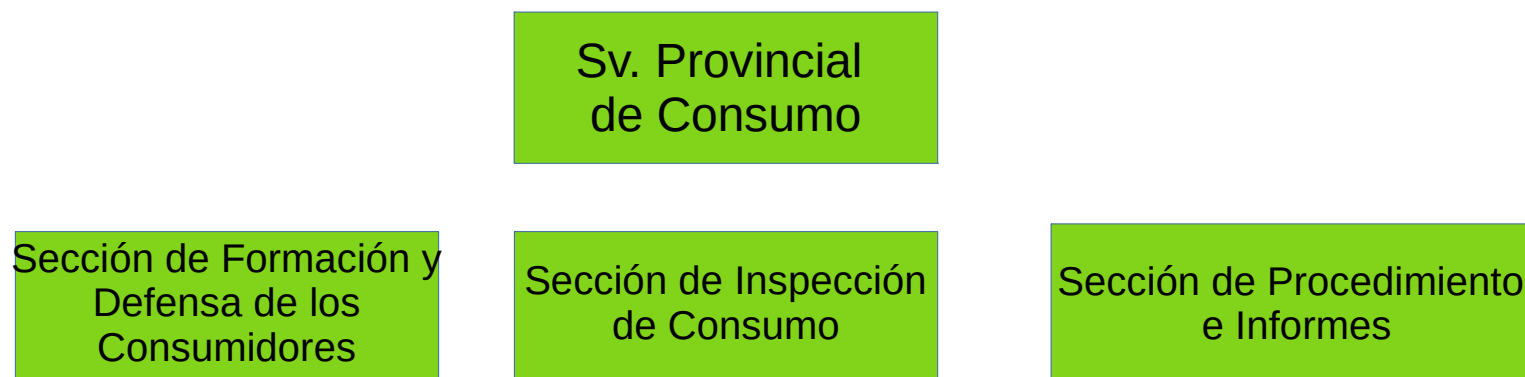 Sv. Provincial
de Consumo
Sección de Formación y
Defensa de los
Consumidores
Sección de Inspección
de Consumo
Sección de Procedimiento
e Informes